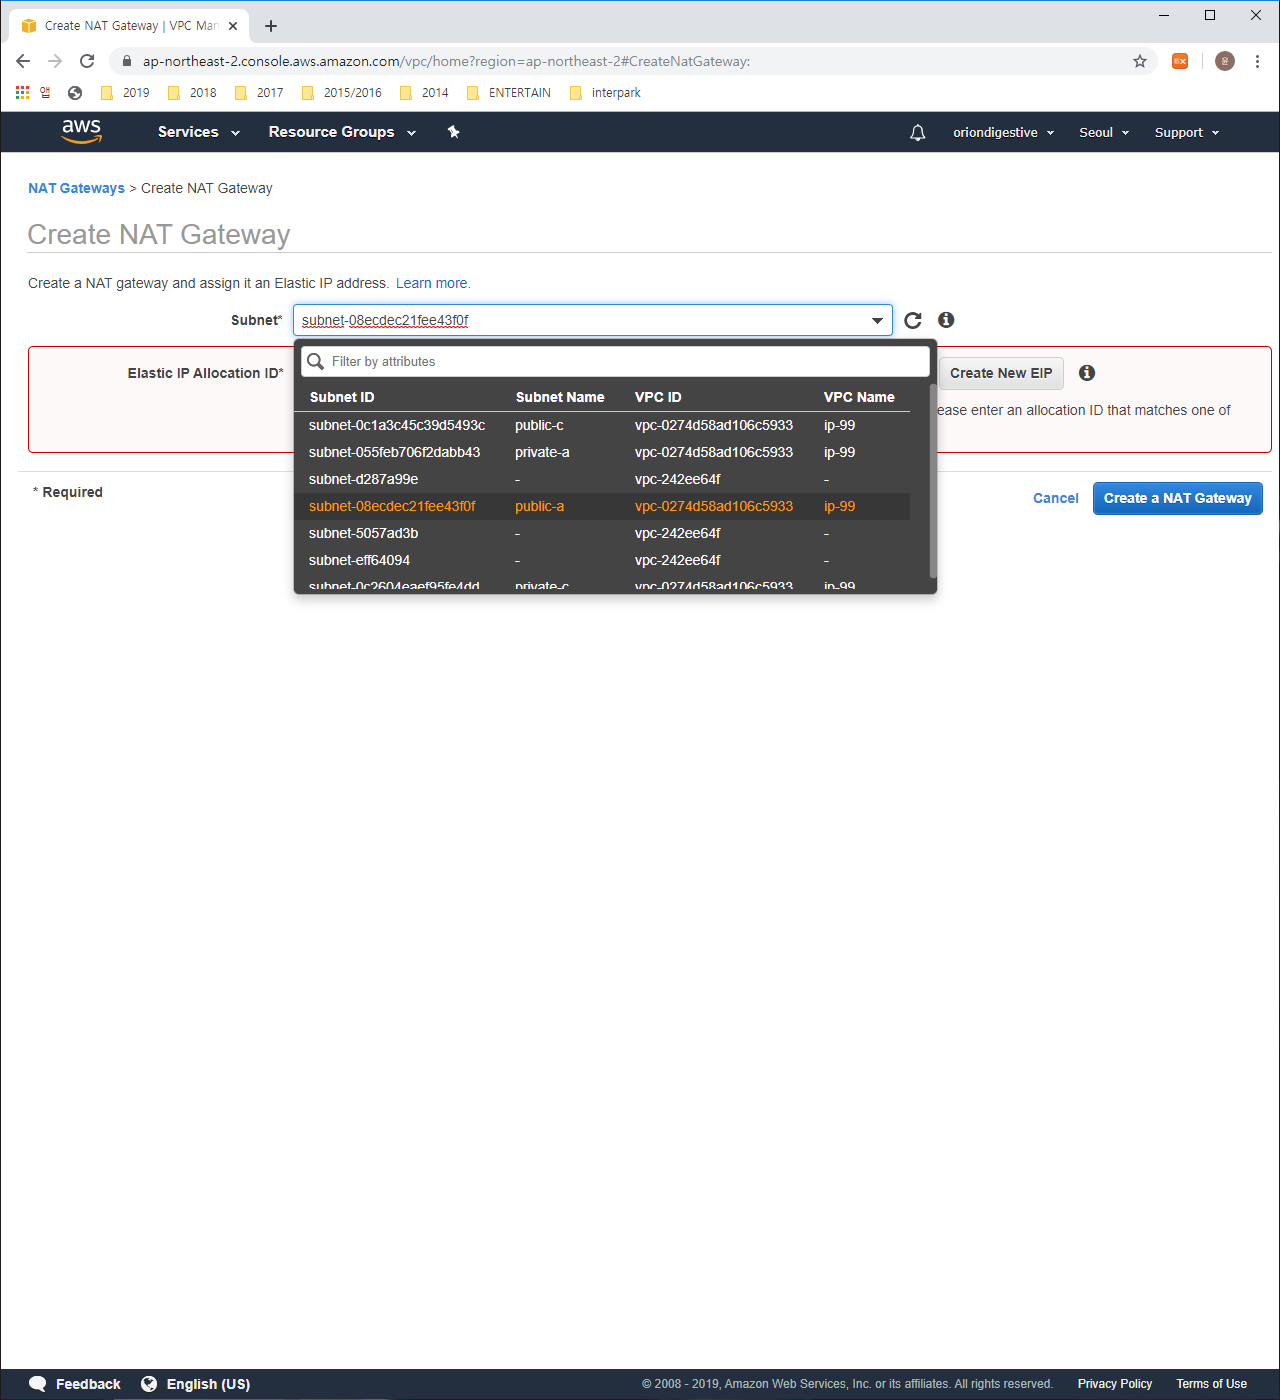 Create NAT Gateway | VPC Man
ap-northeast-2.console.aws.amazon.com/vpc/home?region=ap-northeast-2#CreateNatGateway:
2019 2018 2017 2015/2016 2014 ENTERTAIN interpark
aws Services Resource Groups oriondigestive Seoul Support
NAT Gateways > Create NAT Gateway
Create NAT Gateway
Create a NAT gateway and assign it an Elastic IP address. Learn more.
Subnet* subnet-08ecdec21fee43f0f
Filter by attributes
Elastic IP Allocation ID* Create New EIP
Subnet ID Subnet Name VPC ID VPC Name
ease enter an allocation ID that matches one of
subnet-0c1a3c45c39d5493c public-c vpc-0274d58ad106c5933 ip-99
subnet-055feb706f2dabb43 private-a vpc-0274d58ad106c5933 ip-99
subnet-d287a99e - vpc-242ee64f -
subnet-08ecdec21fee43f0f public-a vpc-0274d58ad106c5933 ip-99
subnet-5057ad3b - vpc-242ee64f -
subnet-eff64094 - vpc-242ee64f -
subnet-0c2604eaef95fe4dd private-c vpc-0274d58ad106c5933 ip-99
* Required
Cancel Create a NAT Gateway
Feedback English (US) © 2008 - 2019, Amazon Web Services, Inc. or its affiliates. All rights reserved. Privacy Policy Terms of Use